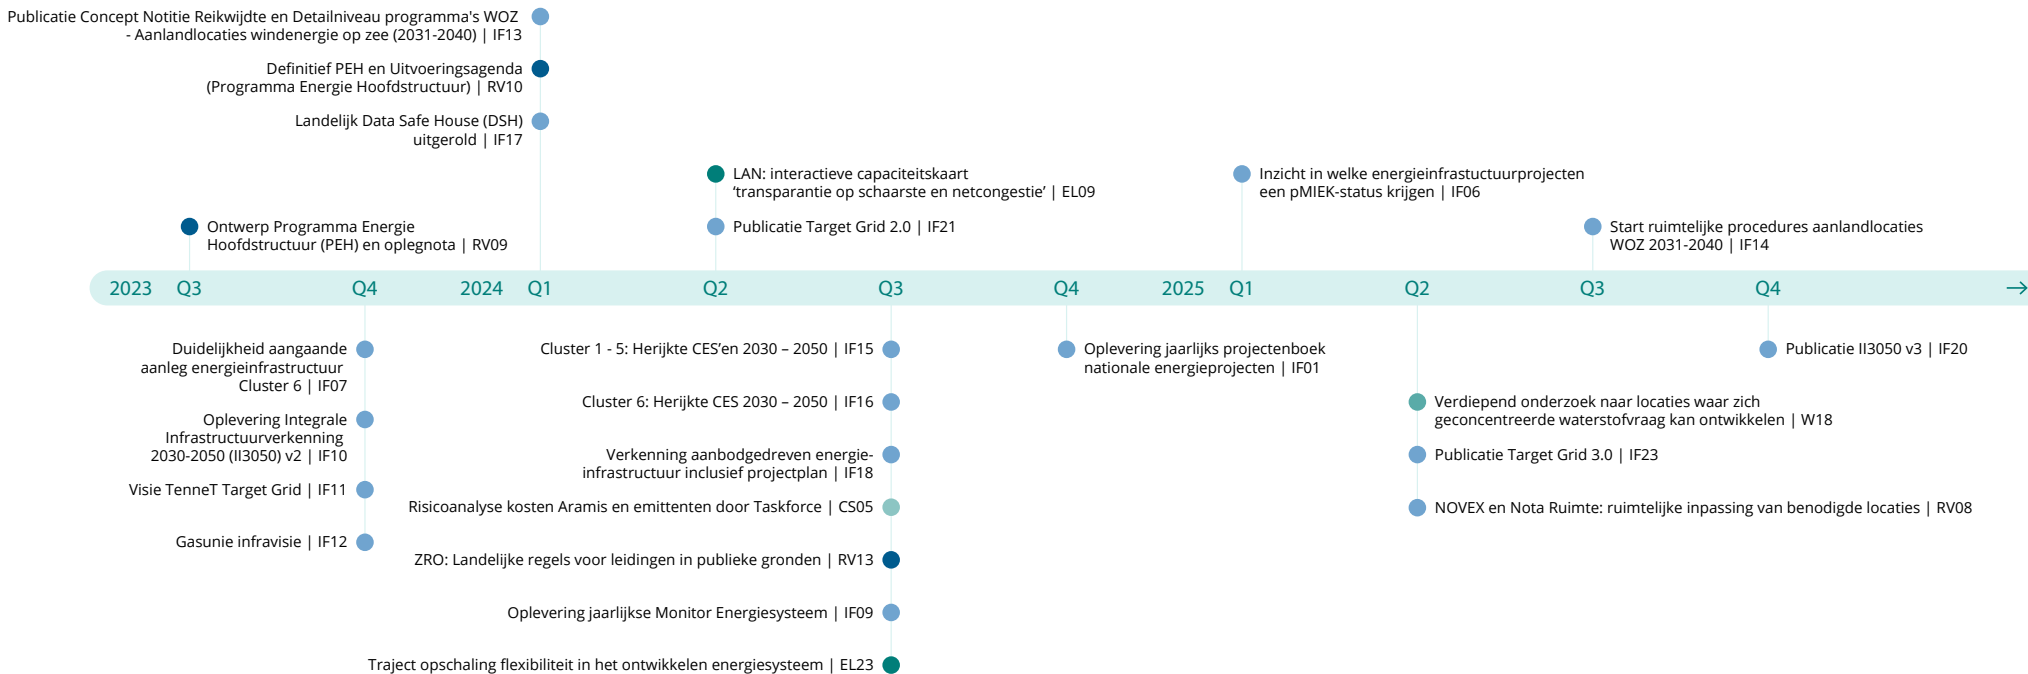 Publicatie Concept Notitie Reikwijdte en Detailniveau programma's WOZ
- Aanlandlocaties windenergie op zee (2031-2040) | IF13
Definitief PEH en Uitvoeringsagenda
(Programma Energie Hoofdstructuur) | RV10
Landelijk Data Safe House (DSH)
uitgerold | IF17
LAN: interactieve capaciteitskaart
‘transparantie op schaarste en netcongestie’ | EL09
Inzicht in welke energieinfrastuctuurprojecten
een pMIEK-status krijgen | IF06
Ontwerp Programma Energie
Hoofdstructuur (PEH) en oplegnota | RV09
Publicatie Target Grid 2.0 | IF21
Start ruimtelijke procedures aanlandlocaties
WOZ 2031-2040 | IF14
2023 Q3 Q4 2024 Q1 Q2 Q3 Q4 2025 Q1 Q2 Q3 Q4 →
Duidelijkheid aangaande
aanleg energieinfrastructuur
Cluster 6 | IF07
Oplevering Integrale
Infrastructuurverkenning
2030-2050 (II3050) v2 | IF10
Visie TenneT Target Grid | IF11
Gasunie infravisie | IF12
Cluster 1 - 5: Herijkte CES’en 2030 – 2050 | IF15
Cluster 6: Herijkte CES 2030 – 2050 | IF16
Verkenning aanbodgedreven energie-
infrastructuur inclusief projectplan | IF18
Risicoanalyse kosten Aramis en emittenten door Taskforce | CS05
ZRO: Landelijke regels voor leidingen in publieke gronden | RV13
Oplevering jaarlijkse Monitor Energiesysteem | IF09
Traject opschaling flexibiliteit in het ontwikkelen energiesysteem | EL23
Oplevering jaarlijks projectenboek
nationale energieprojecten | IF01
Verdiepend onderzoek naar locaties waar zich
geconcentreerde waterstofvraag kan ontwikkelen | W18
Publicatie Target Grid 3.0 | IF23
NOVEX en Nota Ruimte: ruimtelijke inpassing van benodigde locaties | RV08
Publicatie II3050 v3 | IF20